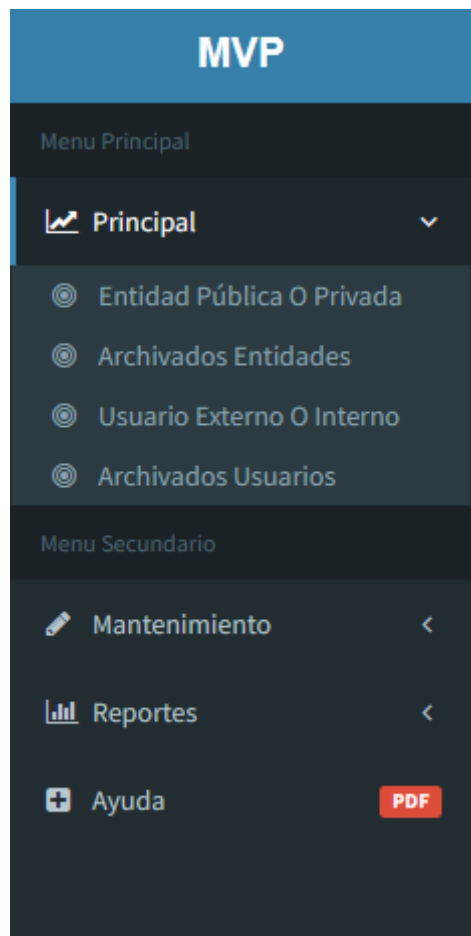 MVP
Menu Principal
Principal
Entidad Pública O Privada
Archivados Entidades
Usuario Externo O Interno
Archivados Usuarios
Menu Secundario
Mantenimiento
Reportes
Ayuda PDF